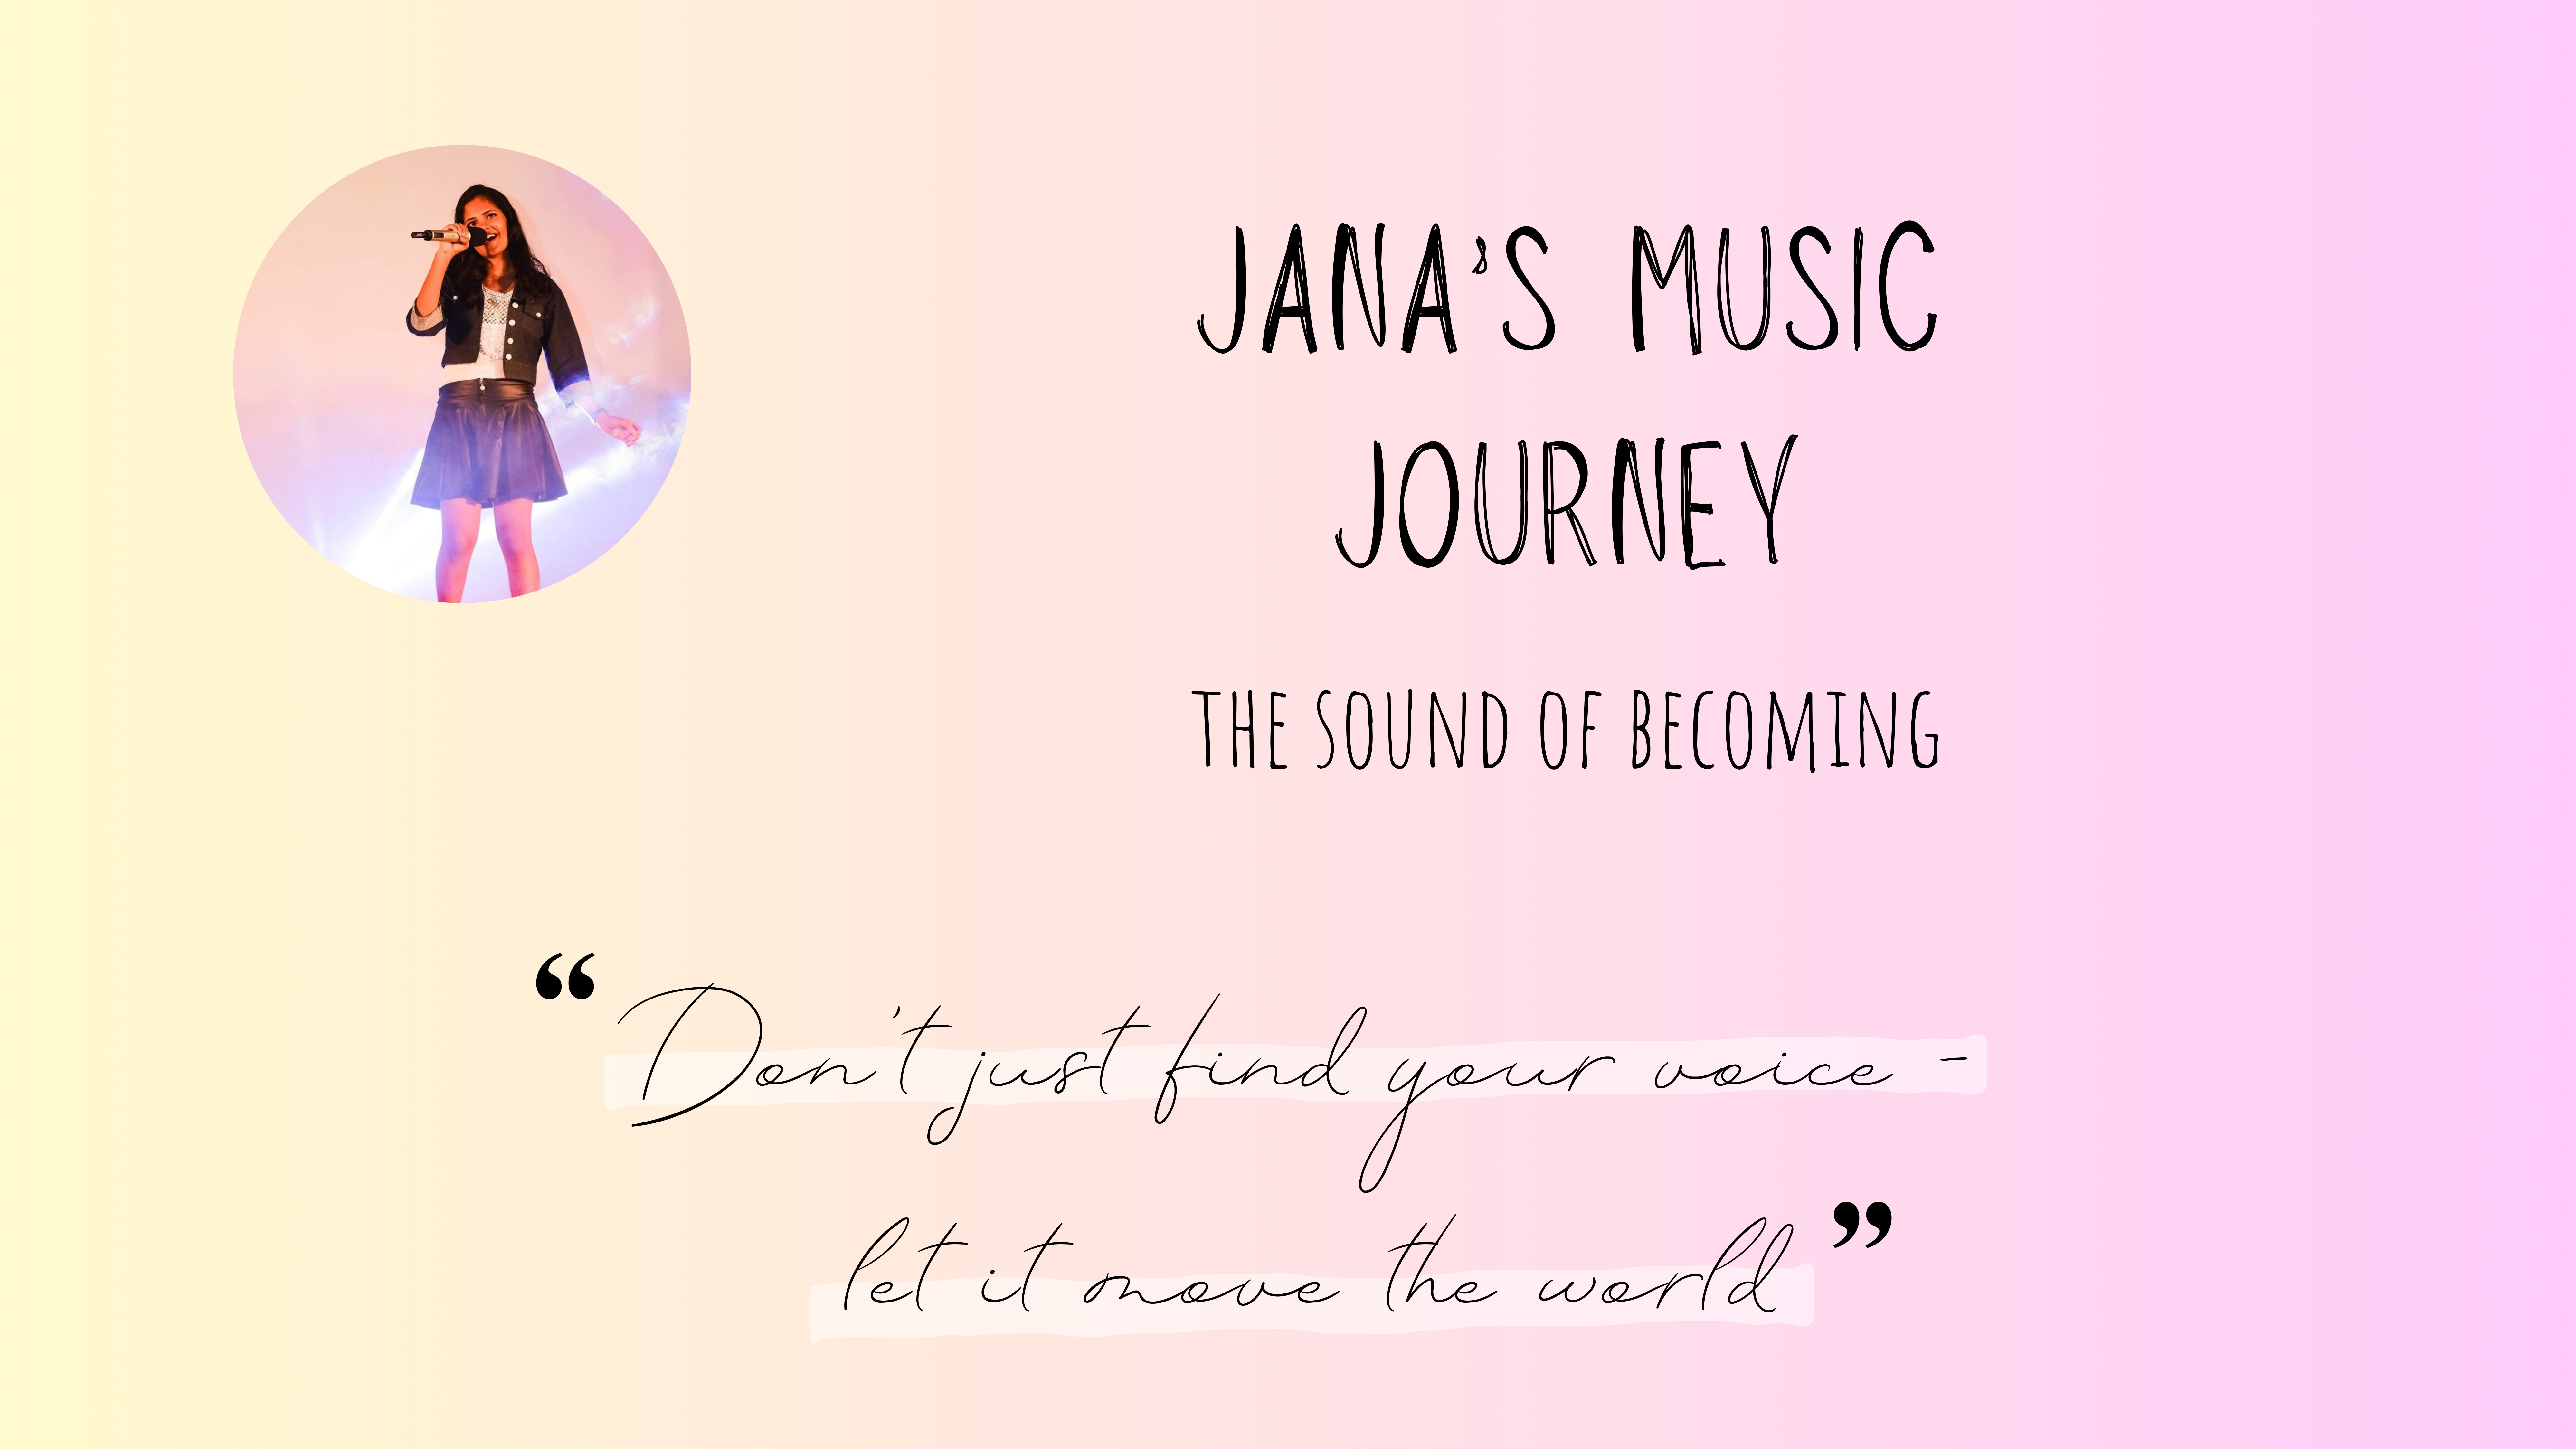 JANA'S MUSIC
JOURNEY
THE SOUND OF BECOMING
“Don't just find your voice -
let it move the world”